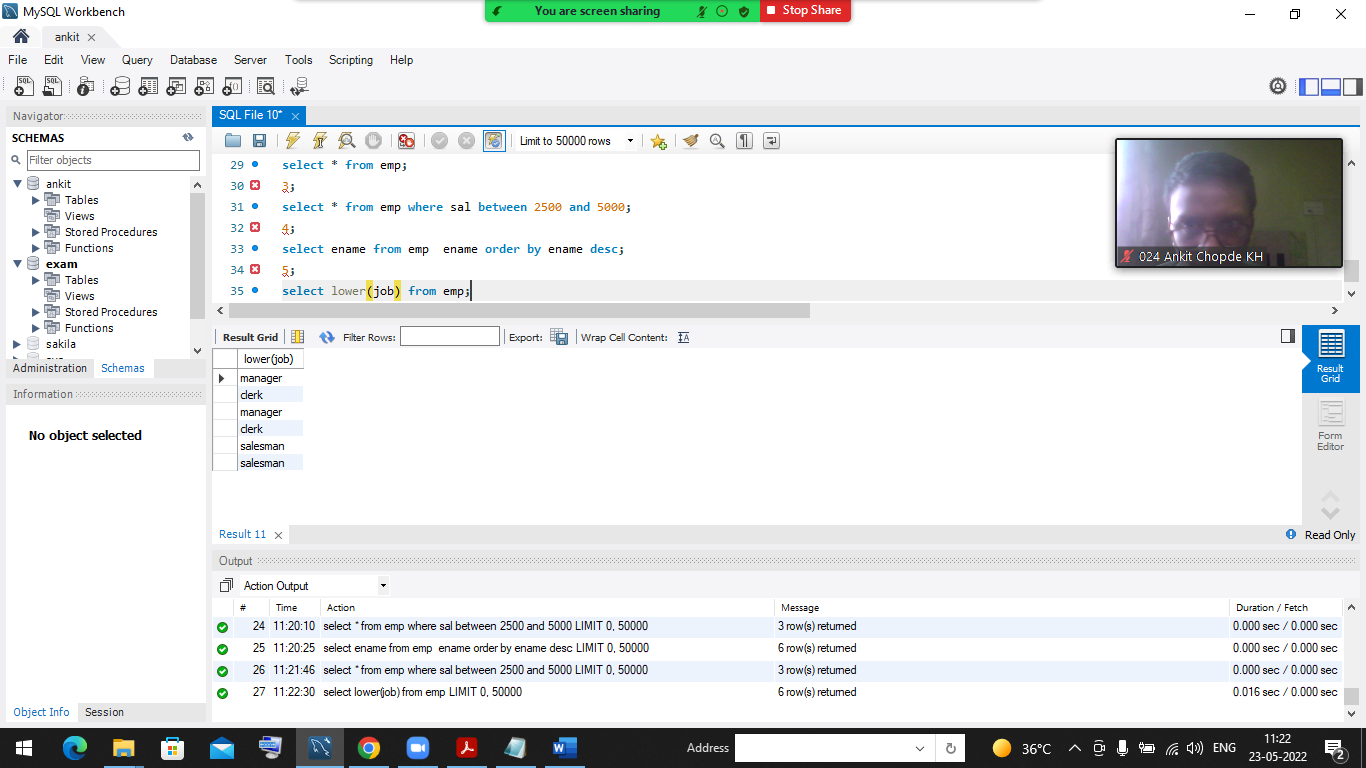 MySQL Workbench
You are screen sharing
Stop Share
ankit
File Edit View Query Database Server Tools Scripting Help
Navigator
SCHEMAS
Filter objects
ankit
Tables
Views
Stored Procedures
Functions
exam
Tables
Views
Stored Procedures
Functions
sakila
Administration Schemas
Information
No object selected
Object Info Session
SQL File 10*
Limit to 50000 rows
29 select * from emp;
30 3;
31 select * from emp where sal between 2500 and 5000;
32 4;
33 select ename from emp  ename order by ename desc;
34 5;
35 select lower(job) from emp;
024 Ankit Chopde KH
Result Grid Filter Rows: Export: Wrap Cell Content:
lower(job)
manager
clerk
manager
clerk
salesman
salesman
Result Grid
Form Editor
Result 11
Read Only
Output
Action Output
# Time Action Message Duration / Fetch
24 11:20:10 select * from emp where sal between 2500 and 5000 LIMIT 0, 50000 3 row(s) returned 0.000 sec / 0.000 sec
25 11:20:25 select ename from emp  ename order by ename desc LIMIT 0, 50000 6 row(s) returned 0.000 sec / 0.000 sec
26 11:21:46 select * from emp where sal between 2500 and 5000 LIMIT 0, 50000 3 row(s) returned 0.000 sec / 0.000 sec
27 11:22:30 select lower(job) from emp LIMIT 0, 50000 6 row(s) returned 0.016 sec / 0.000 sec
Address
36°C
ENG
11:22
23-05-2022
2